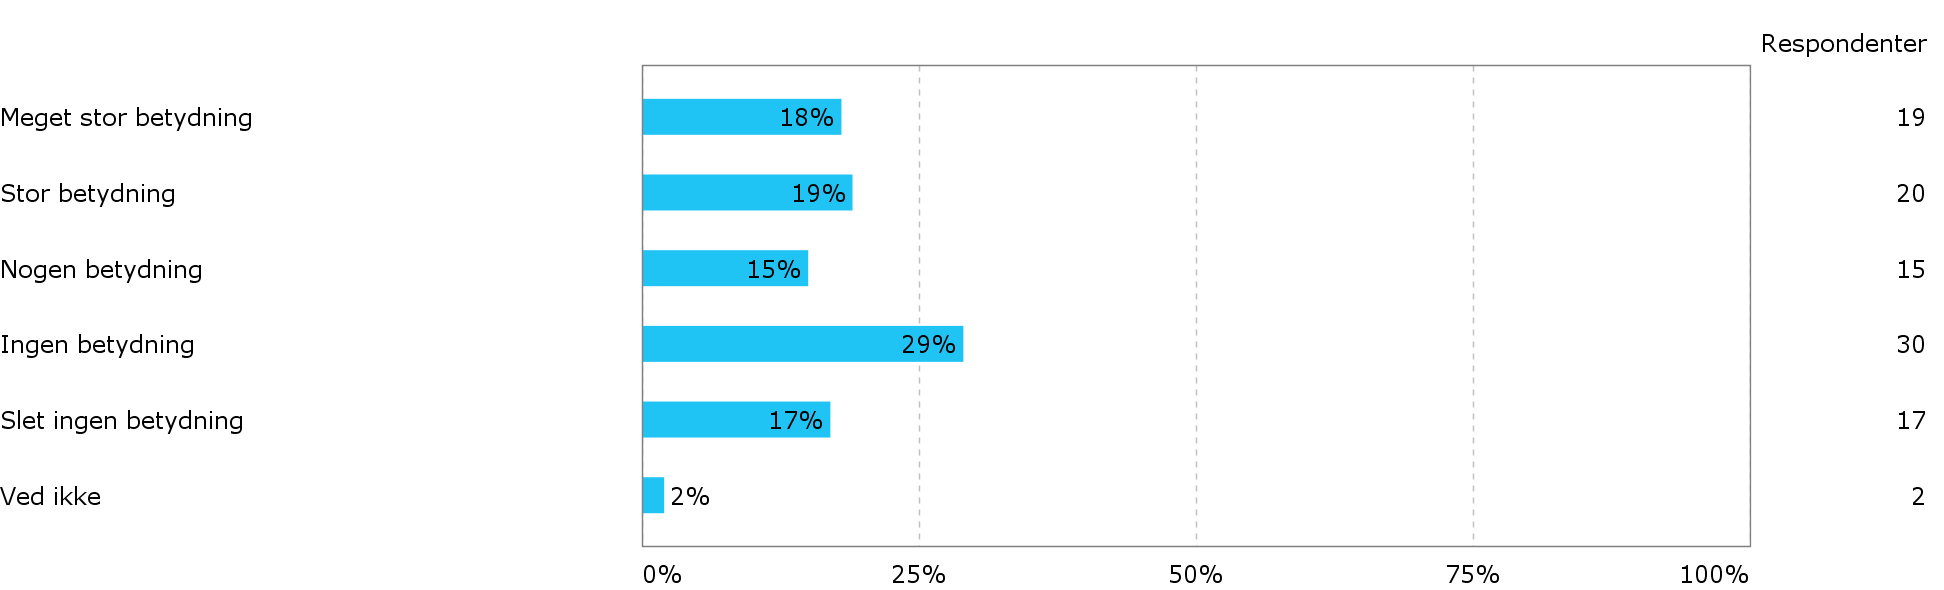 Respondenter
Meget stor betydning 18% 19
Stor betydning 19% 20
Nogen betydning 15% 15
Ingen betydning 29% 30
Slet ingen betydning 17% 17
Ved ikke 2% 2
0% 25% 50% 75% 100%